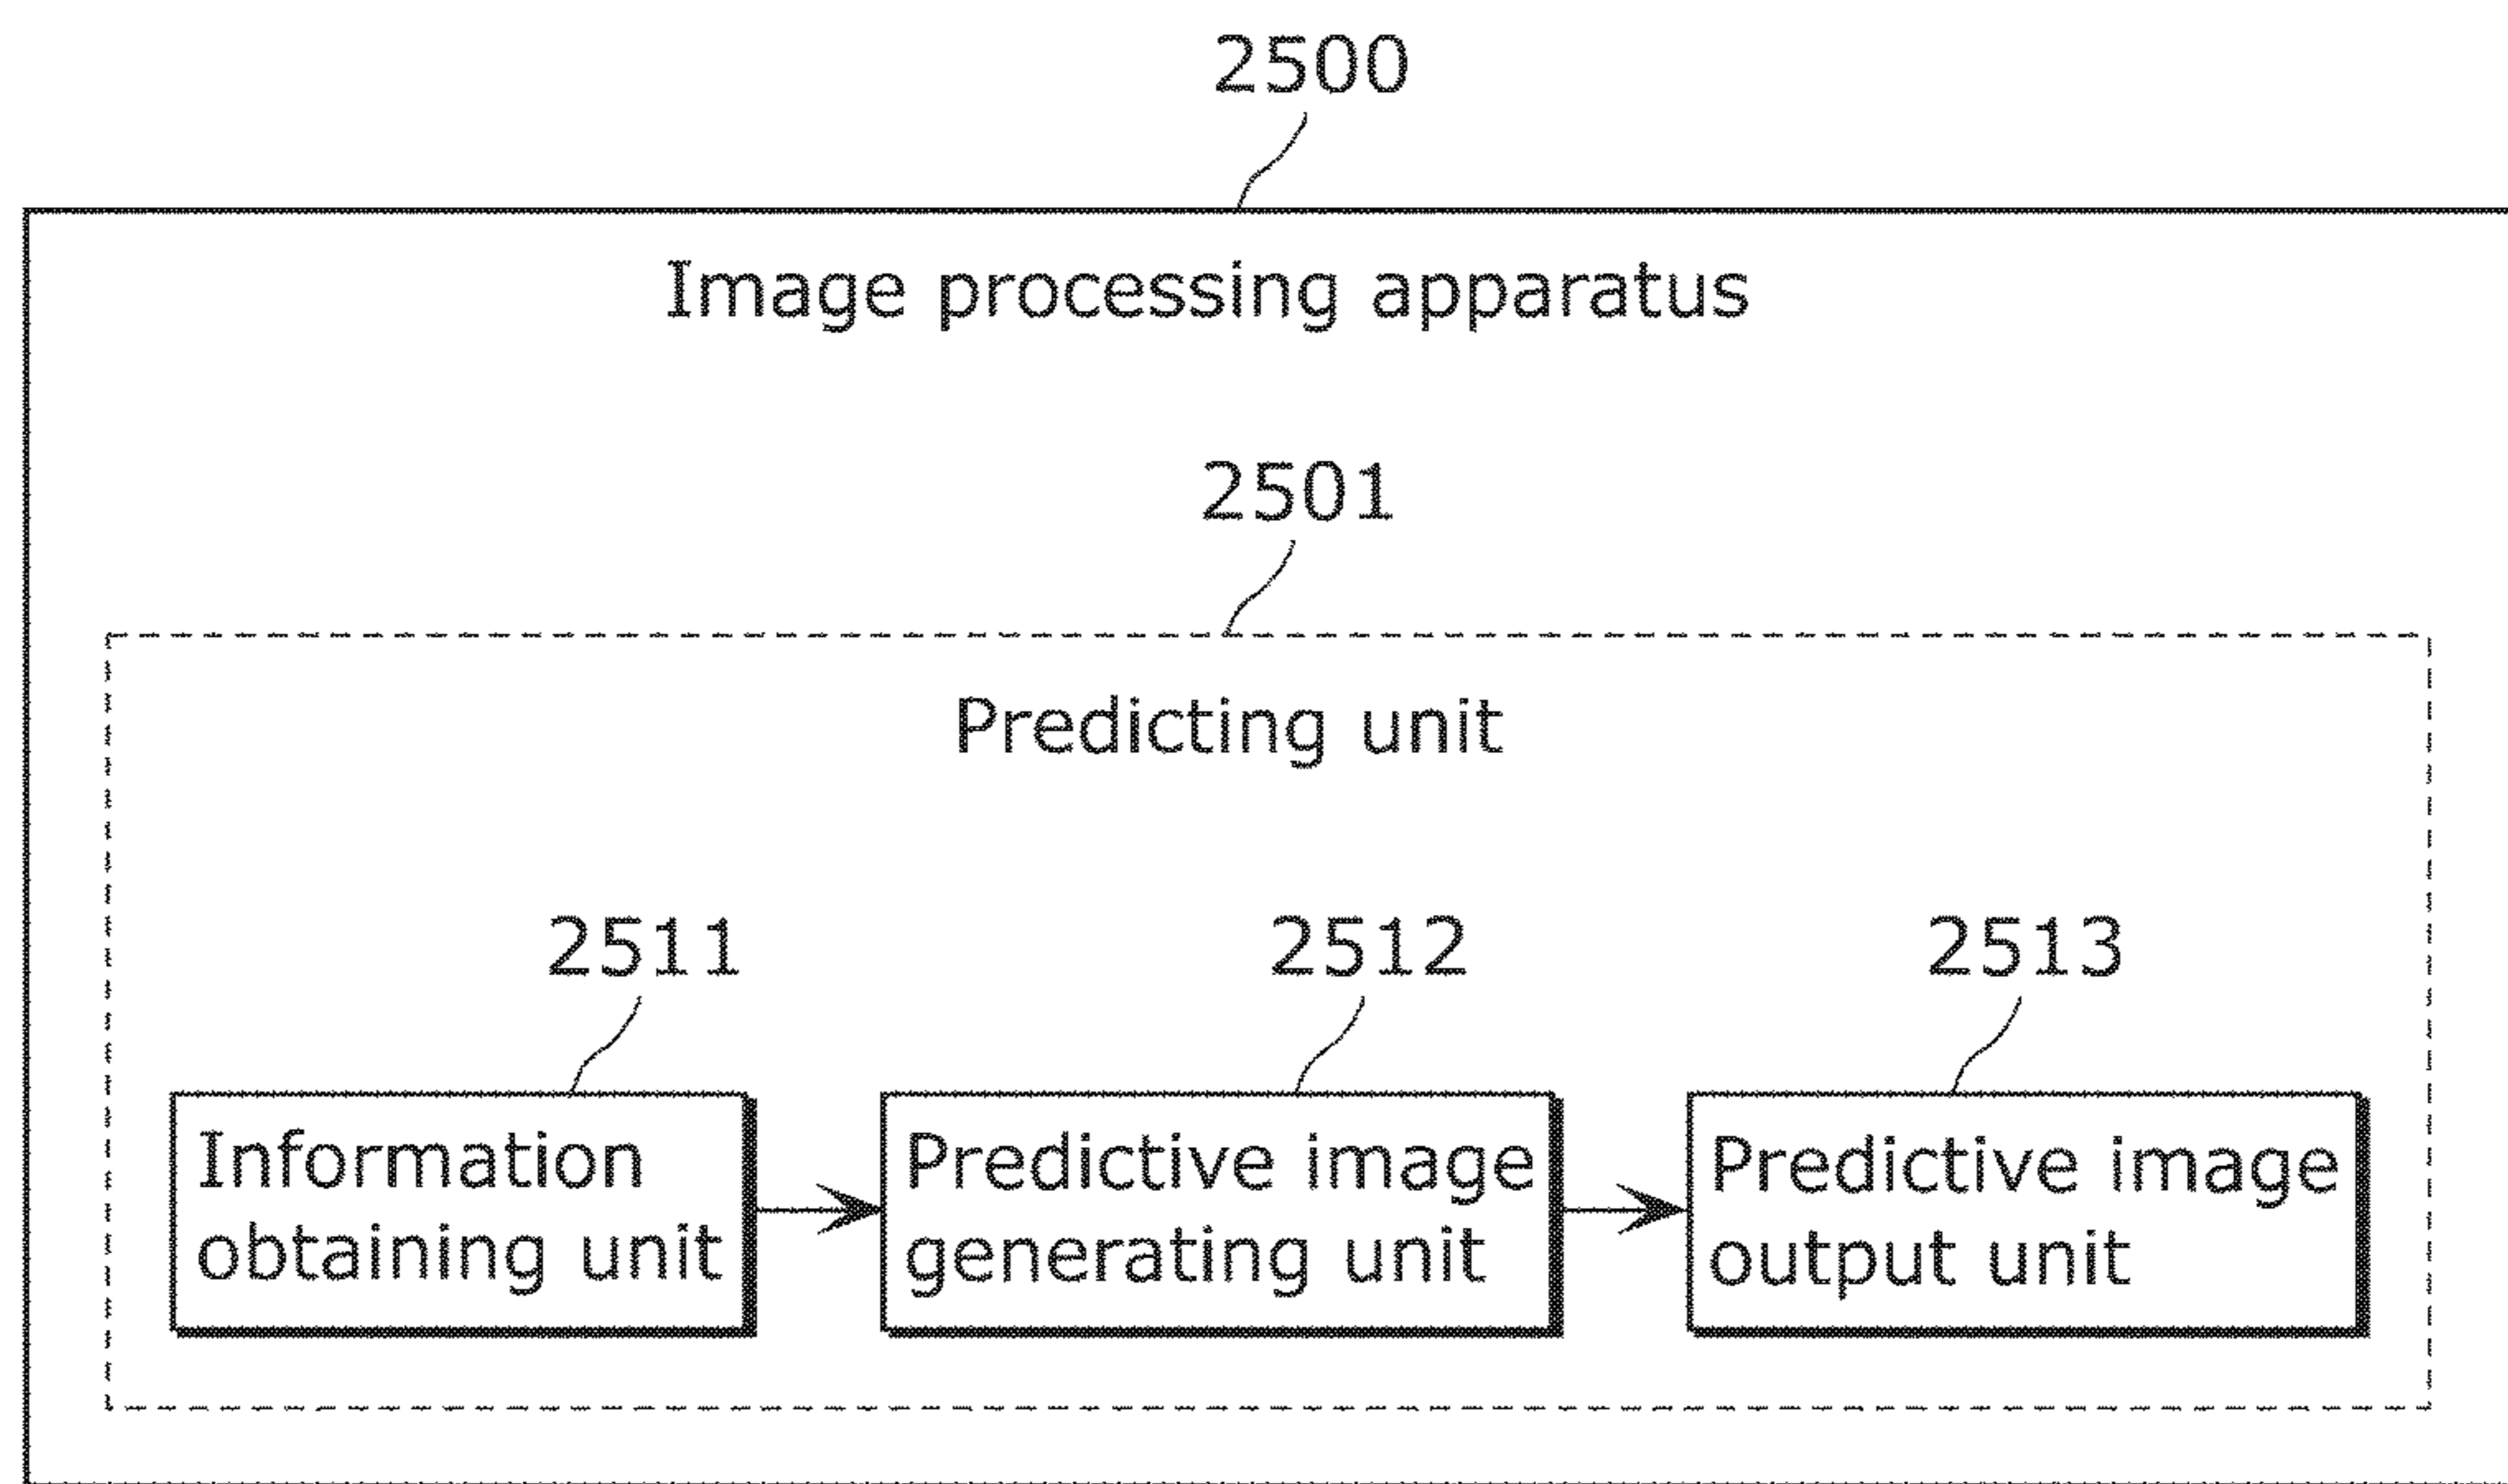 2500
Image processing apparatus
2501
Predicting unit
2511
2512
2513
Information
obtaining unit
Predictive image
generating unit
Predictive image
output unit